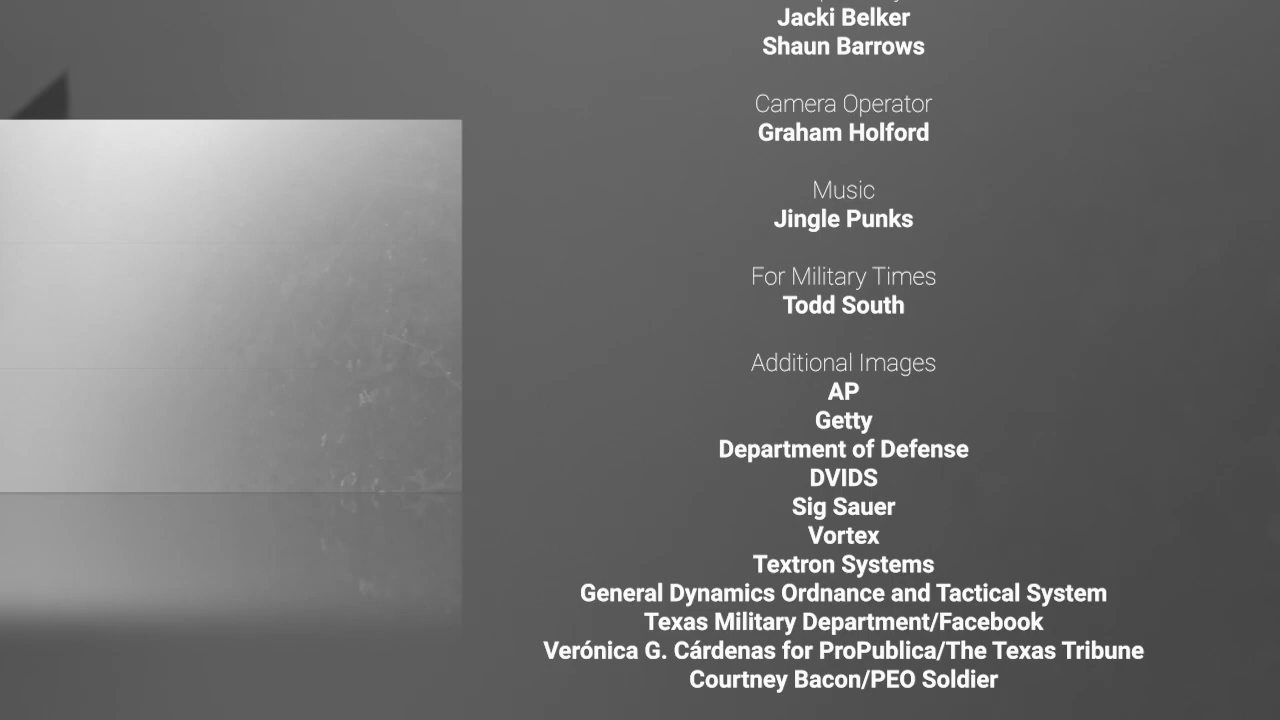 Jacki Belker
Shaun Barrows
Camera Operator
Graham Holford
Music
Jingle Punks
For Military Times
Todd South
Additional Images
AP
Getty
Department of Defense
DVIDS
Sig Sauer
Vortex
Textron Systems
General Dynamics Ordnance and Tactical System
Texas Military Department/Facebook
Verónica G. Cárdenas for ProPublica/The Texas Tribune
Courtney Bacon/PEO Soldier